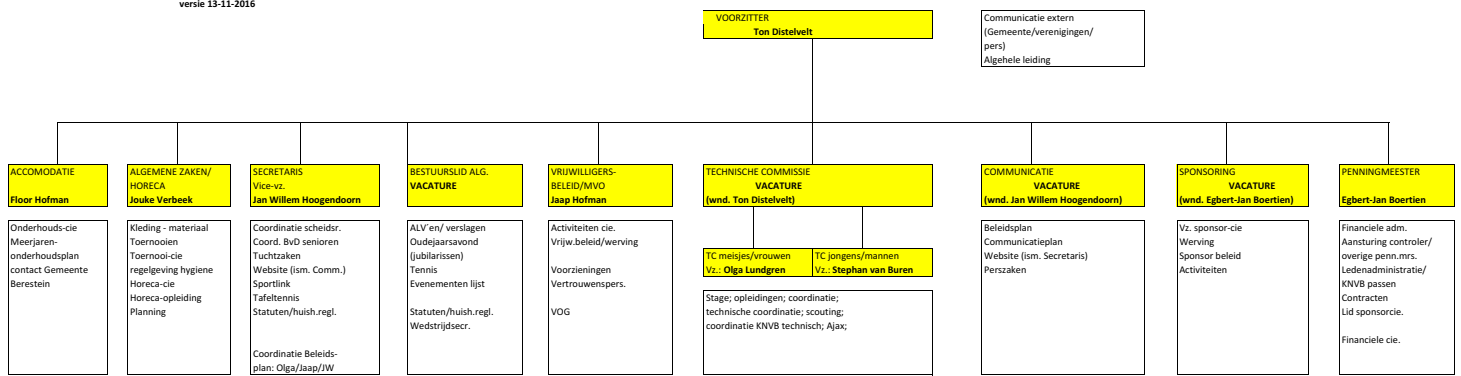 versie 13-11-2016
VOORZITTER
Ton Distelvelt
Communicatie extern
(Gemeente/verenigingen/
pers)
Algehele leiding
ACCOMODATIE
Floor Hofman
ALGEMENE ZAKEN/
HORECA
Jouke Verbeek
SECRETARIS
Vice-vz.
Jan Willem Hoogendoorn
BESTUURSLID ALG.
VACATURE
VRIJWILLIGERS-
BELEID/MVO
Jaap Hofman
TECHNISCHE COMMISSIE
VACATURE
(wnd. Ton Distelvelt)
COMMUNICATIE
VACATURE
(wnd. Jan Willem Hoogendoorn)
SPONSORING
VACATURE
(wnd. Egbert-Jan Boertien)
PENNINGMEESTER
Egbert-Jan Boertien
Onderhouds-cie
Meerjaren-
onderhoudsplan
contact Gemeente
Berestein
Kleding - materiaal
Toernooien
Toernooi-cie
regelgeving hygiene
Horeca-cie
Horeca-opleiding
Planning
Coordinatie scheidsr.
Coord. BvD senioren
Tuchtzaken
Website (ism. Comm.)
Sportlink
Tafeltennis
Statuten/huish.regl.
Coordinatie Beleids-
plan: Olga/Jaap/JW
ALV´en/ verslagen
Oudejaarsavond
(jubilarissen)
Tennis
Evenementen lijst
Statuten/huish.regl.
Wedstrijdsecr.
Activiteiten cie.
Vrijw.beleid/werving
Voorzieningen
Vertrouwenspers.
VOG
TC meisjes/vrouwen
Vz.: Olga Lundgren
TC jongens/mannen
Vz.: Stephan van Buren
Stage; opleidingen; coordinatie;
technische coordinatie; scouting;
coordinatie KNVB technisch; Ajax;
Beleidsplan
Communicatieplan
Website (ism. Secretaris)
Perszaken
Vz. sponsor-cie
Werving
Sponsor beleid
Activiteiten
Financiele adm.
Aansturing controler/
overige penn.mrs.
Ledenadministratie/
KNVB passen
Contracten
Lid sponsorcie.
Financiele cie.